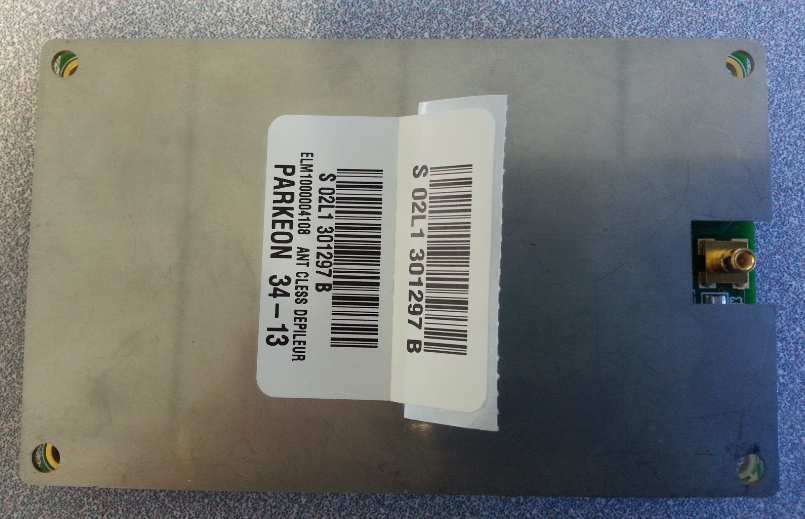 S 02L1 301297 B
S 02L1 301297 B
ELM1000004108 ANT CLESS DEPILEUR
PARKEON 34-13